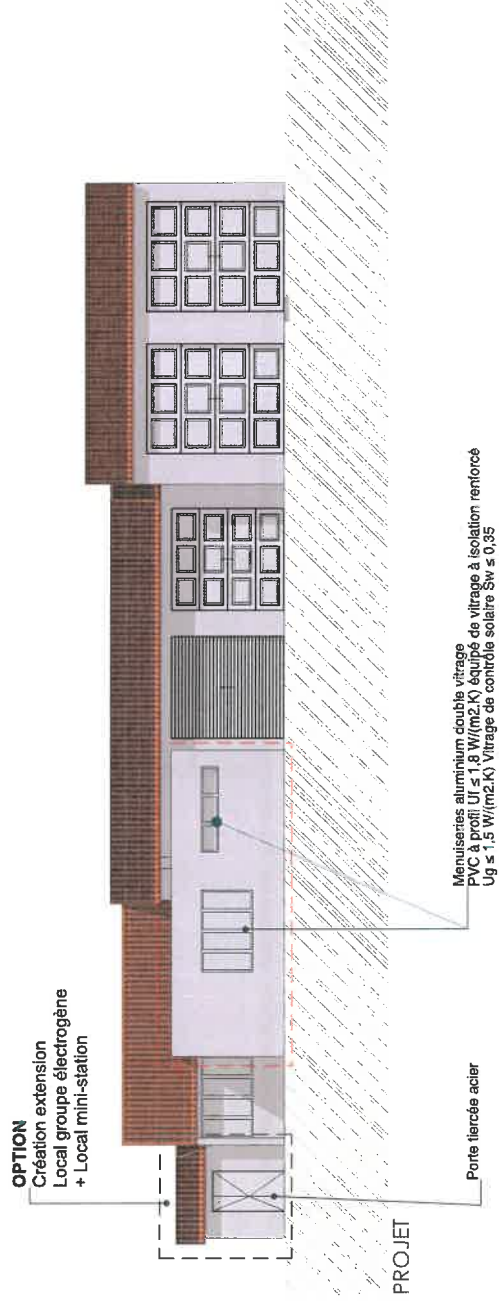 OPTION
Création extension
Local groupe électrogène
+ Local mini-station
Menuiseries aluminium double vitrage
PVC à profil Uf ≤ 1,8 W/(m2.K) équipé de vitrage à isolation renforcé
Ug ≤ 1,5 W/(m2.K) Vitrage de contrôle solaire Sw ≤ 0,35
Porte tiercée acier
PROJET